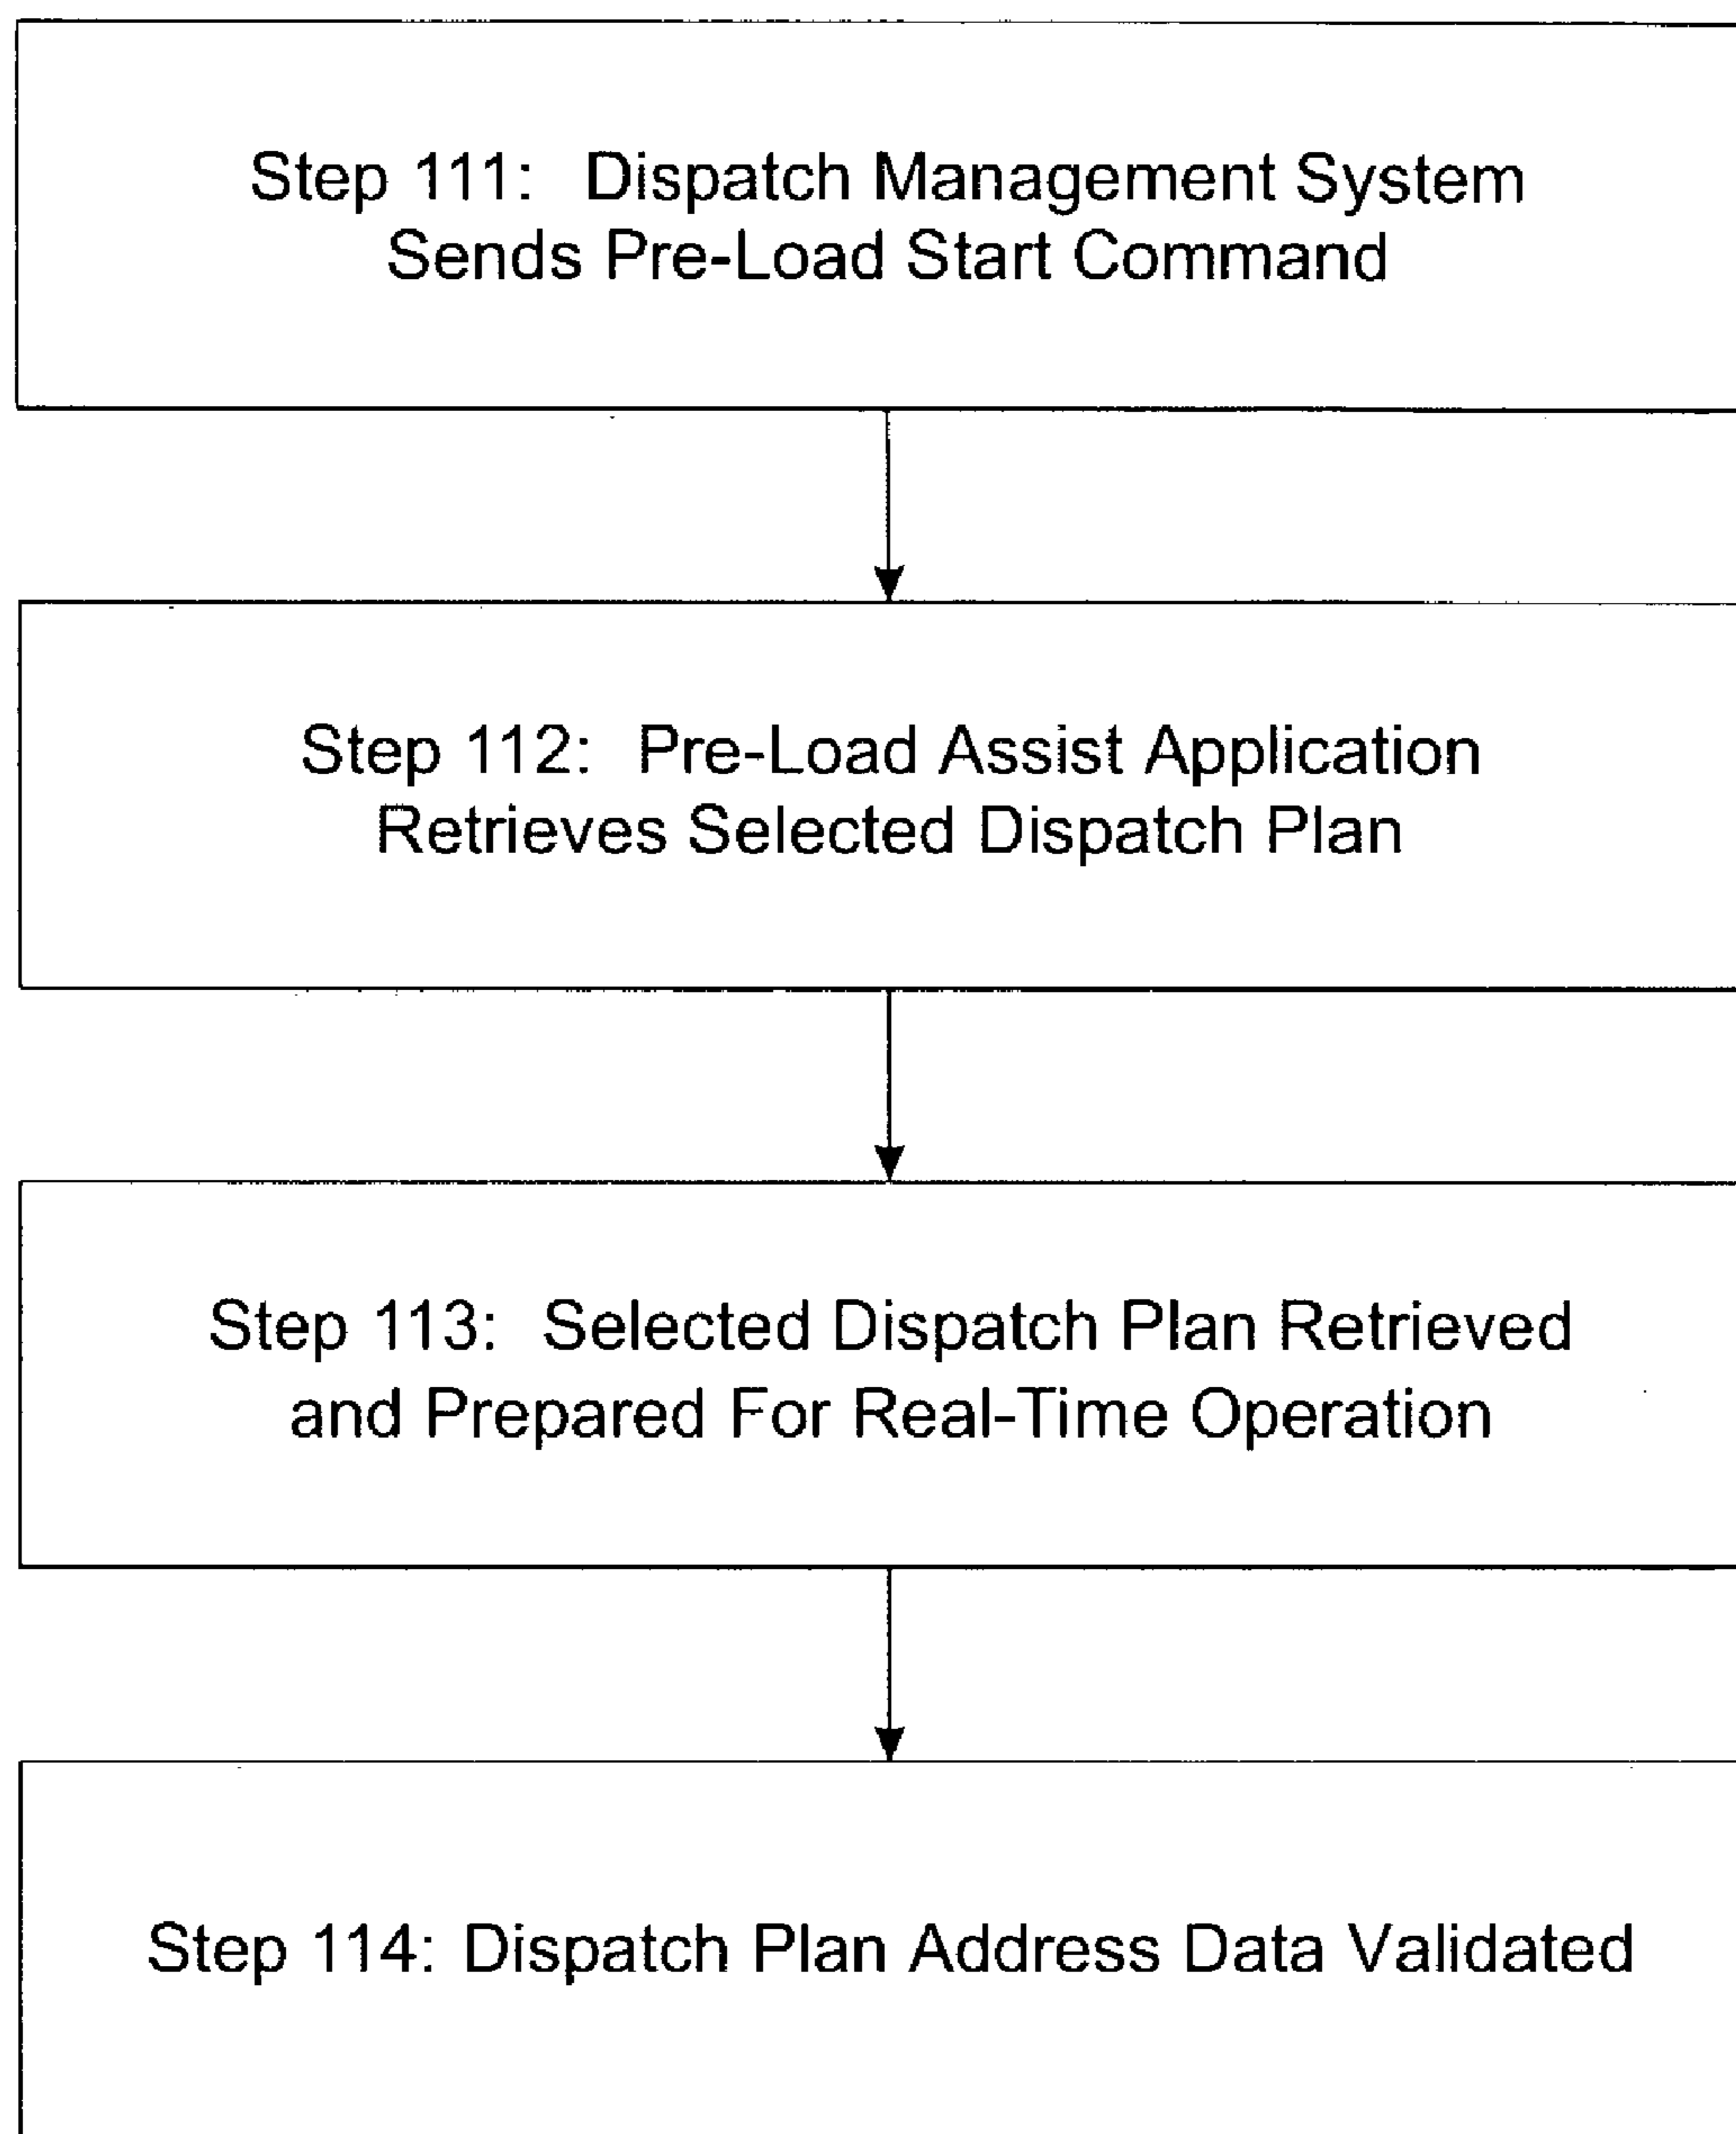 Step 111: Dispatch Management System
Sends Pre-Load Start Command
Step 112: Pre-Load Assist Application
Retrieves Selected Dispatch Plan
Step 113: Selected Dispatch Plan Retrieved
and Prepared For Real-Time Operation
Step 114: Dispatch Plan Address Data Validated